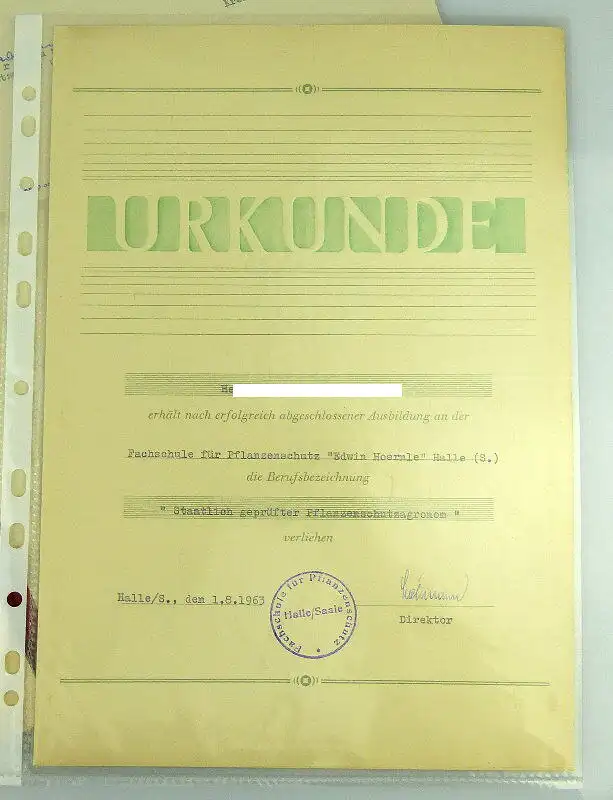 URKUNDE
He
erhält nach erfolgreich abgeschlossener Ausbildung an der
Fachschule für Pflanzenschutz "Edwin Hoernle" Halle (S.)
die Berufsbezeichnung
" Staatlich geprüfter Pflanzenschutzagronom "
verliehen
Halle/S., den 1.8.1963
Fachschule für Pflanzenschutz
Halle/Saale
Direktor